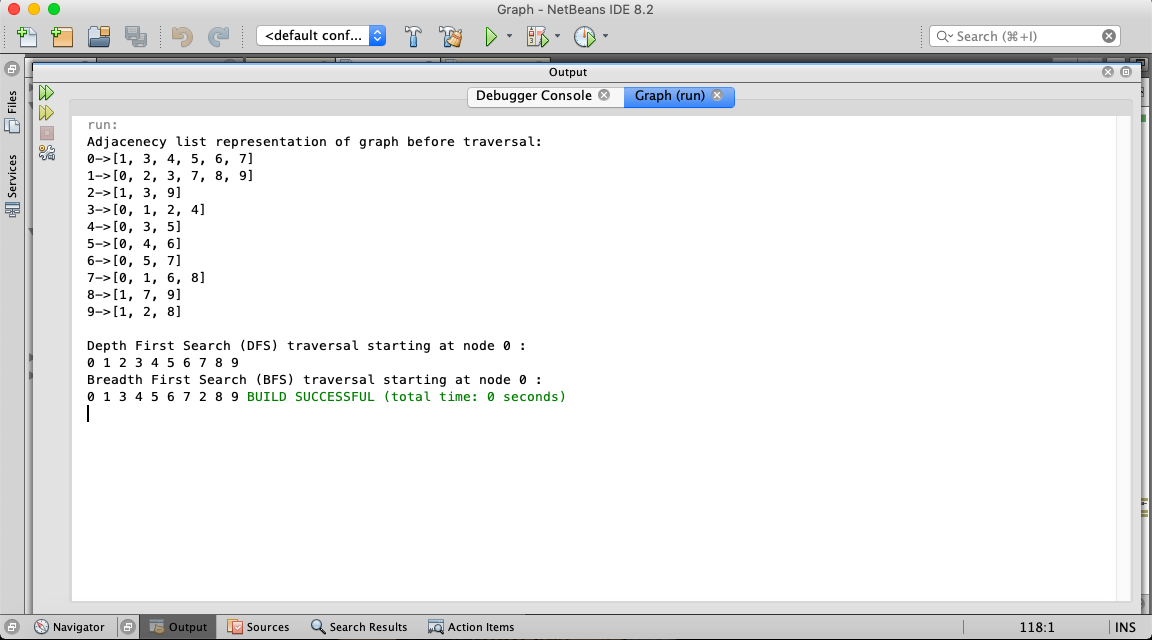 Graph - NetBeans IDE 8.2
<default conf...
Search (⌘+I)
Output
Files
Services
Debugger Console
Graph (run)
run:
Adjacenecy list representation of graph before traversal:
0->[1, 3, 4, 5, 6, 7]
1->[0, 2, 3, 7, 8, 9]
2->[1, 3, 9]
3->[0, 1, 2, 4]
4->[0, 3, 5]
5->[0, 4, 6]
6->[0, 5, 7]
7->[0, 1, 6, 8]
8->[1, 7, 9]
9->[1, 2, 8]
Depth First Search (DFS) traversal starting at node 0 :
0 1 2 3 4 5 6 7 8 9
Breadth First Search (BFS) traversal starting at node 0 :
0 1 3 4 5 6 7 2 8 9 BUILD SUCCESSFUL (total time: 0 seconds)
Navigator
Output
Sources
Search Results
Action Items
118:1
INS